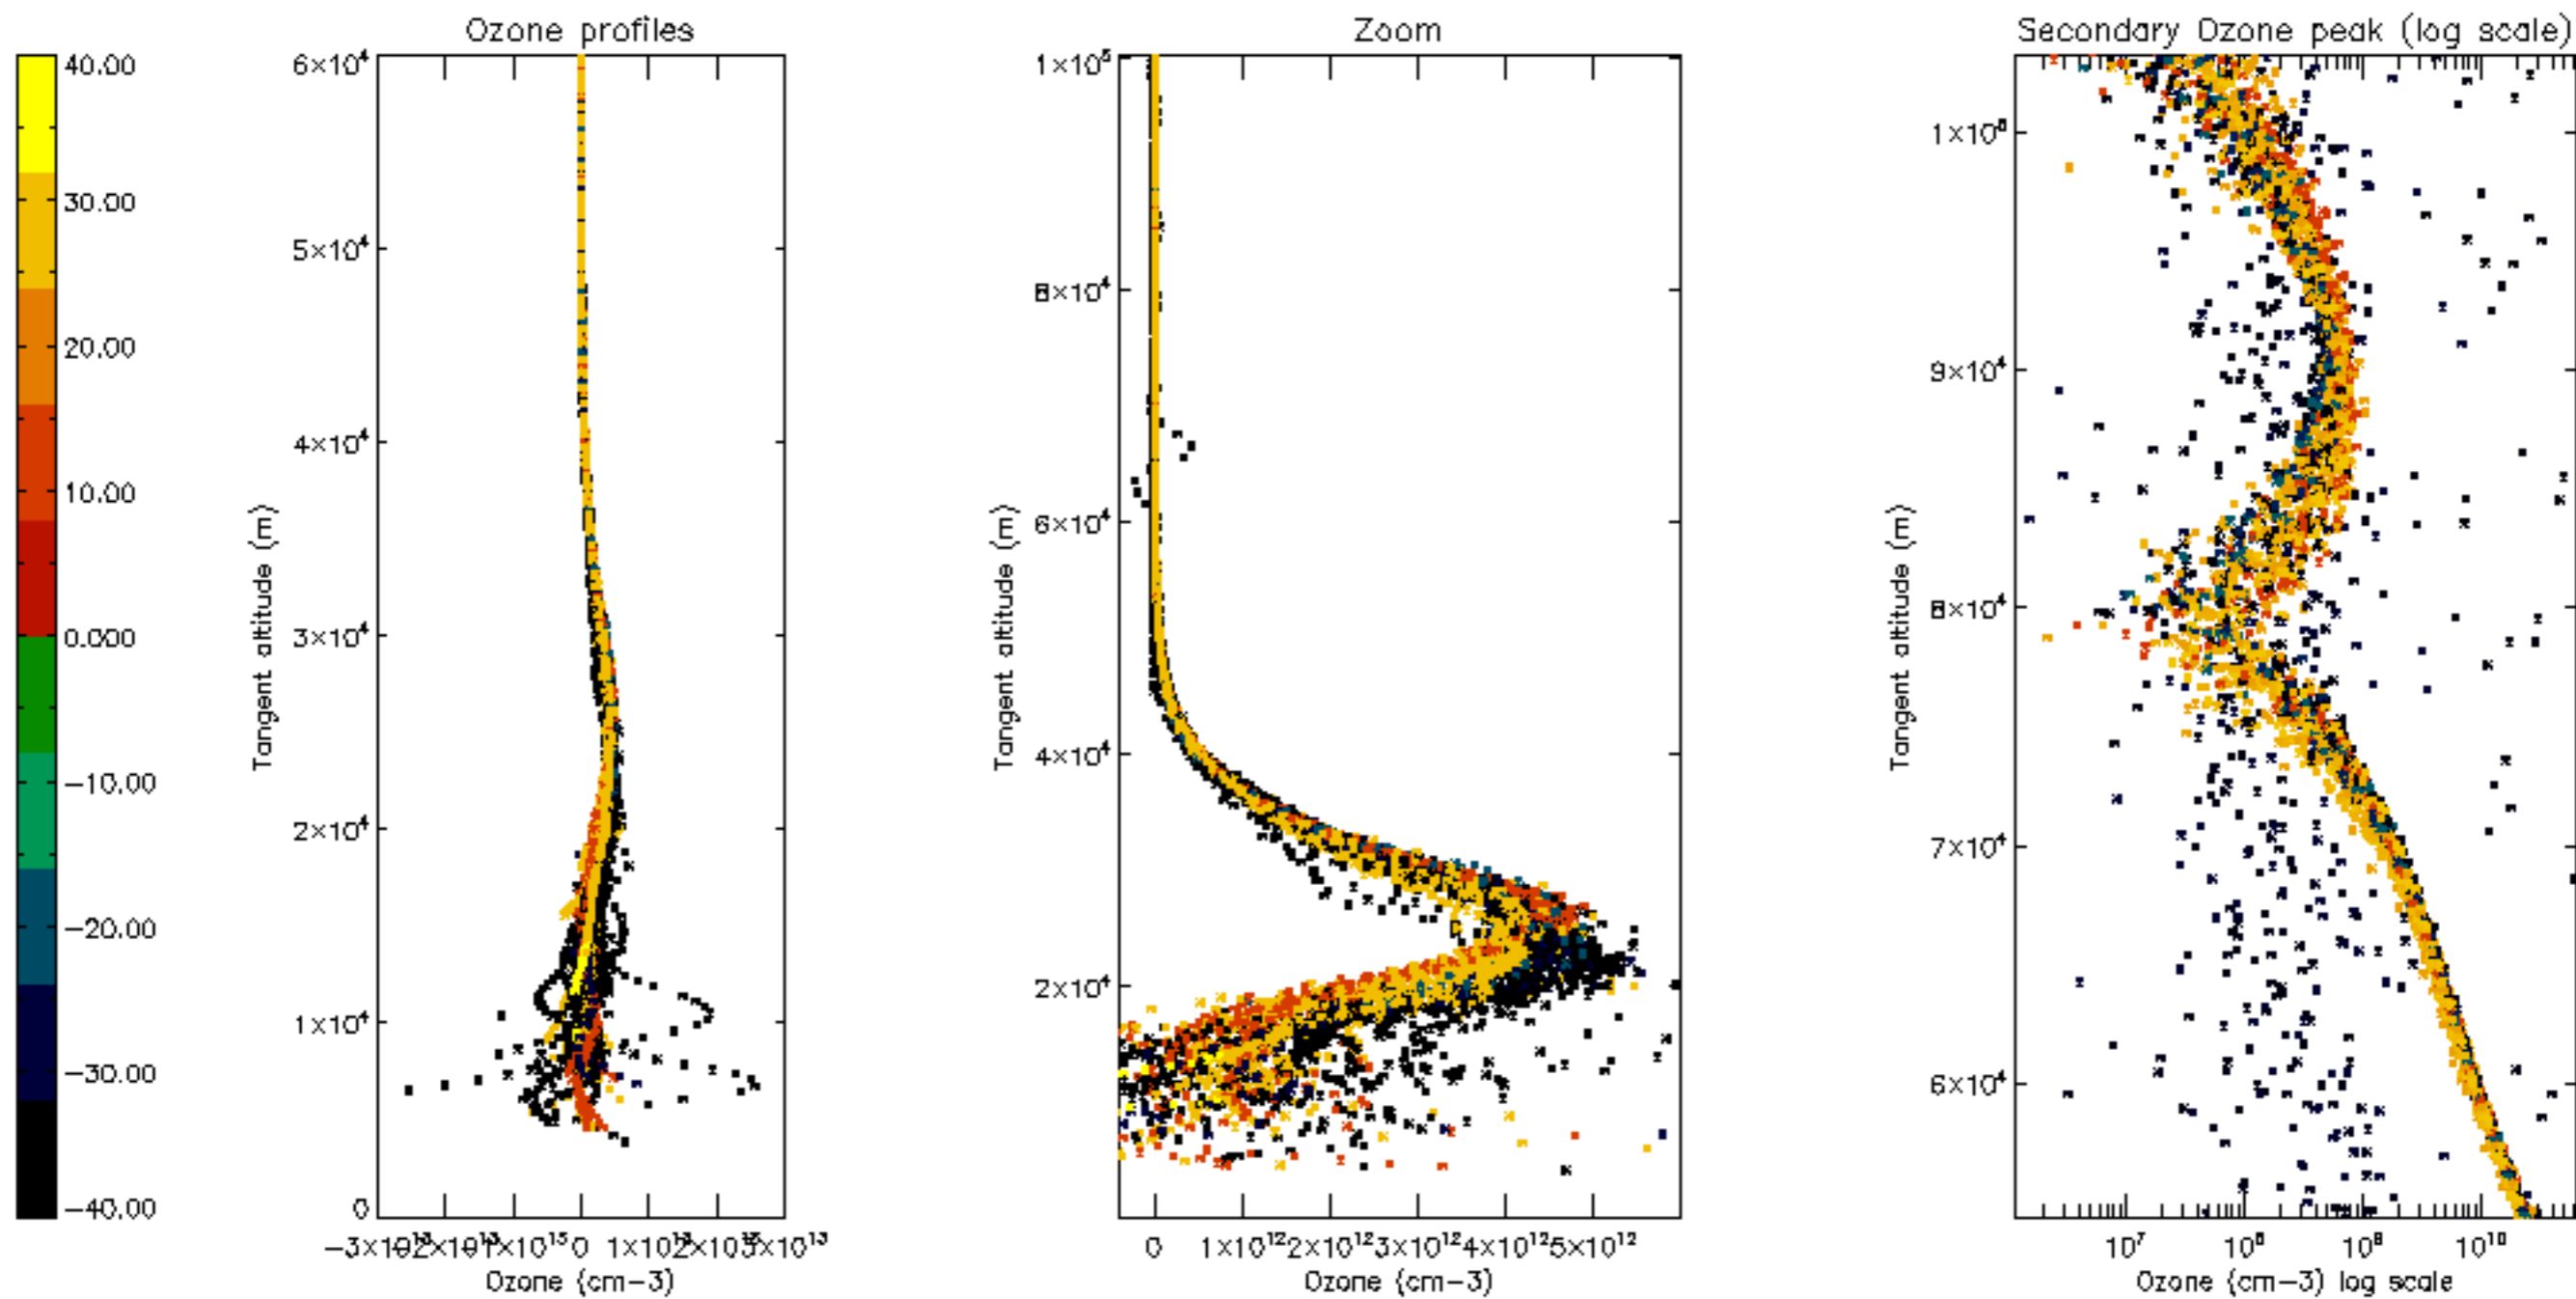 Ozone profiles
Zoom
Secondary Ozone peak (log scale)
40.00
30.00
20.00
10.00
-10.00
-20.00
-30.00
-40.00
6×10⁴
5×10⁴
4×10⁴
3×10⁴
2×10⁴
1×10⁴
0
Tangent altitude (m)
0
Ozone (cm-3)
1×10⁵
8×10⁴
6×10⁴
4×10⁴
2×10⁴
Tangent altitude (m)
0 1×10¹² 2×10¹² 3×10¹² 4×10¹² 5×10¹²
Ozone (cm-3)
9×10⁴
8×10⁴
7×10⁴
6×10⁴
Tangent altitude (m)
10⁷ 10⁸ 10⁹ 10¹⁰
Ozone (cm-3) log scale